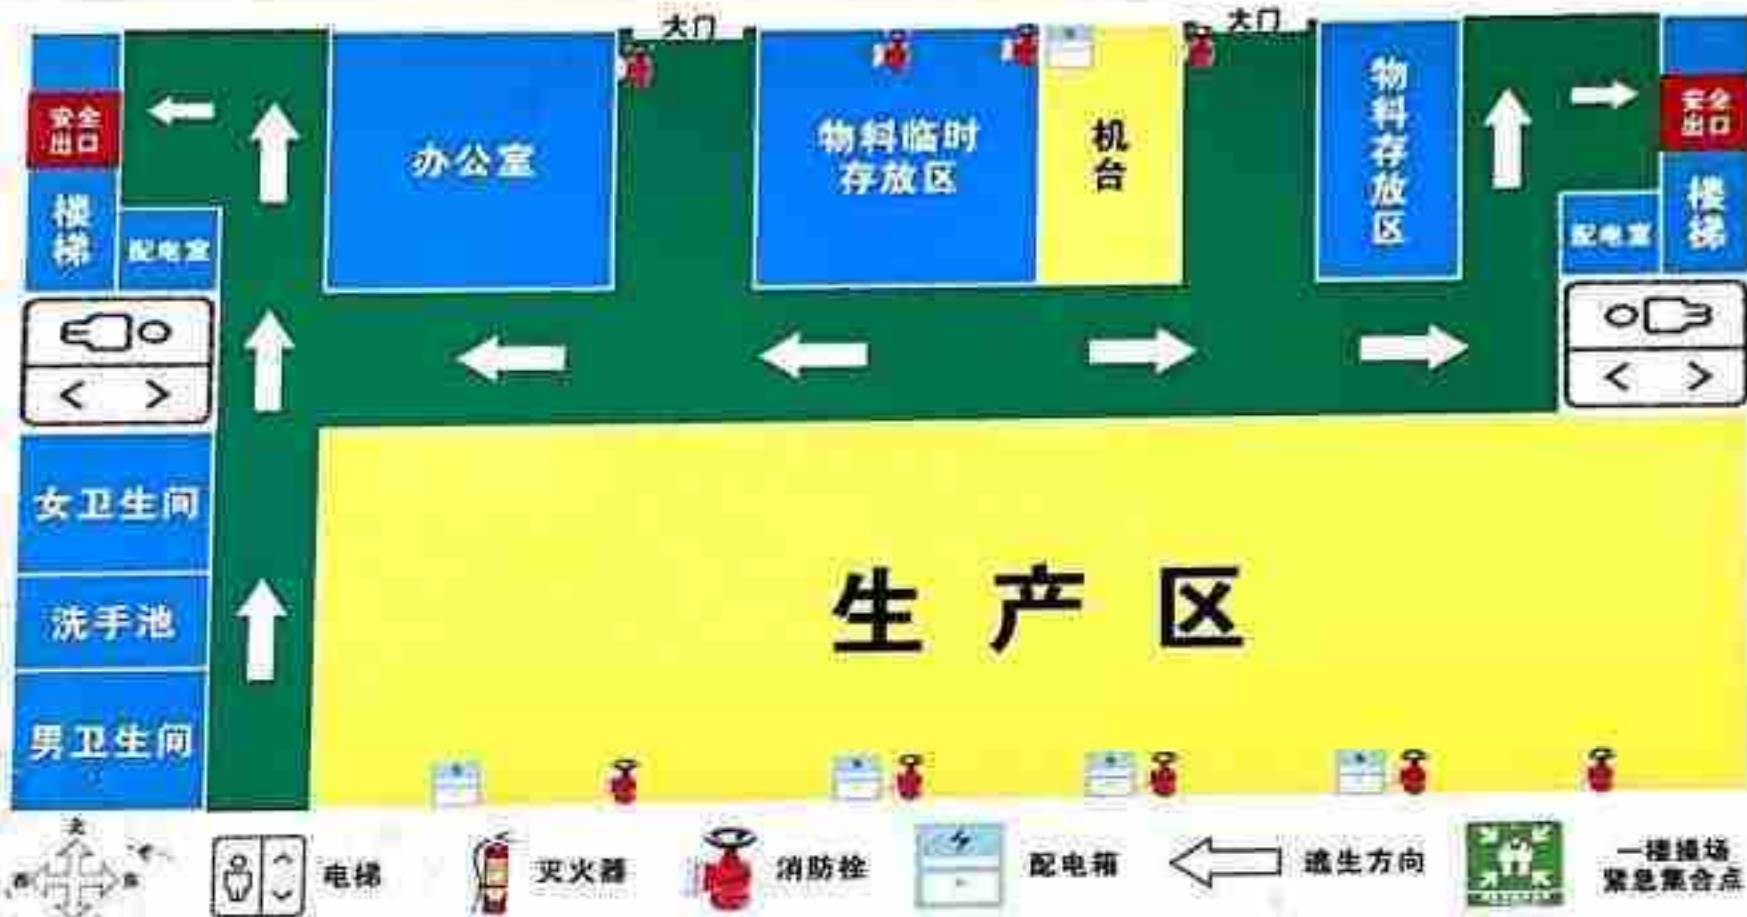 大门
大门
安全
出口
办公室
物料临时
存放区
机
台
物
料
存
放
区
安全
出口
楼
梯
配电室
配电室
楼
梯
女卫生间
洗手池
男卫生间
生产区
北
电梯
灭火器
消防栓
配电箱
逃生方向
一楼操场
紧急集合点